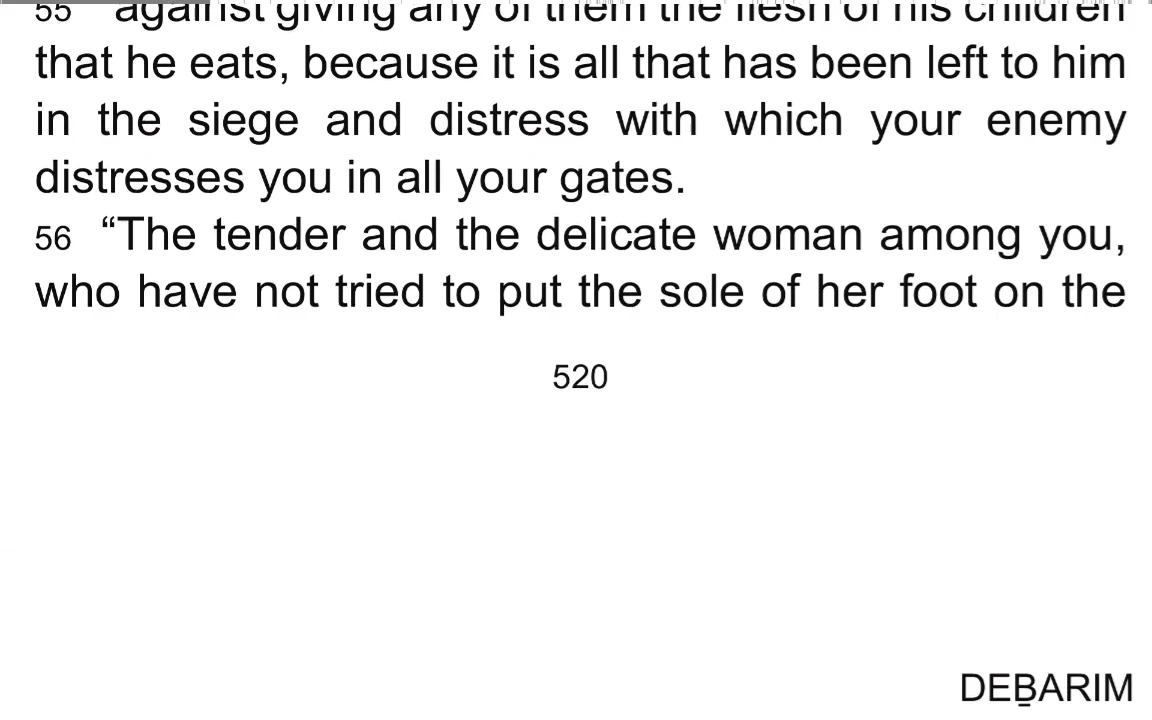 55 against giving any of them the flesh of his children
that he eats, because it is all that has been left to him
in the siege and distress with which your enemy
distresses you in all your gates.
56 “The tender and the delicate woman among you,
who have not tried to put the sole of her foot on the
520
DEḆARIM